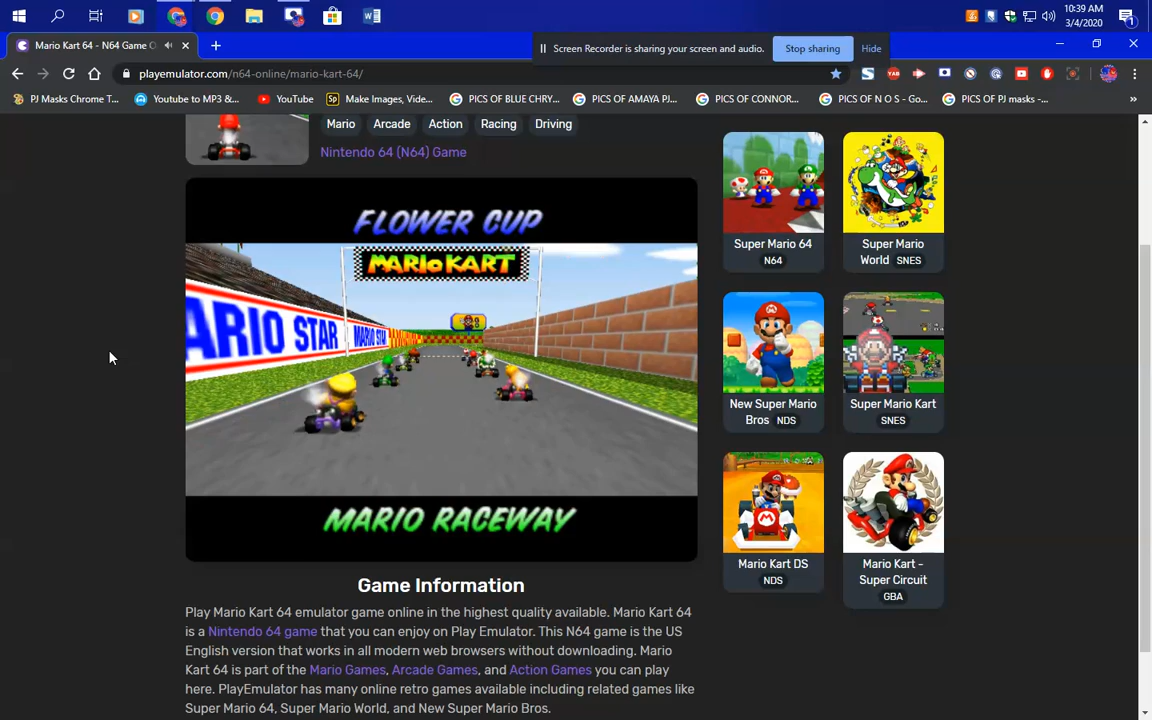 10:39 AM
3/4/2020
Mario Kart 64 - N64 Game O
Screen Recorder is sharing your screen and audio.
Stop sharing
Hide
playemulator.com/n64-online/mario-kart-64/
PJ Masks Chrome T...
Youtube to MP3 &...
YouTube
Sp
Make Images, Vide...
PICS OF BLUE CHRY...
PICS OF AMAYA PJ...
PICS OF CONNOR...
PICS OF N O S - Go...
PICS OF PJ masks -...
Mario
Arcade
Action
Racing
Driving
Nintendo 64 (N64) Game
FLOWER CUP
MARIO KART
ARIO STAR
MARIO STA
MARIO RACEWAY
Super Mario 64
N64
Super Mario
World SNES
New Super Mario
Bros NDS
Super Mario Kart
SNES
Mario Kart DS
NDS
Mario Kart -
Super Circuit
GBA
Game Information
Play Mario Kart 64 emulator game online in the highest quality available. Mario Kart 64
is a Nintendo 64 game that you can enjoy on Play Emulator. This N64 game is the US
English version that works in all modern web browsers without downloading. Mario
Kart 64 is part of the Mario Games, Arcade Games, and Action Games you can play
here. PlayEmulator has many online retro games available including related games like
Super Mario 64, Super Mario World, and New Super Mario Bros.